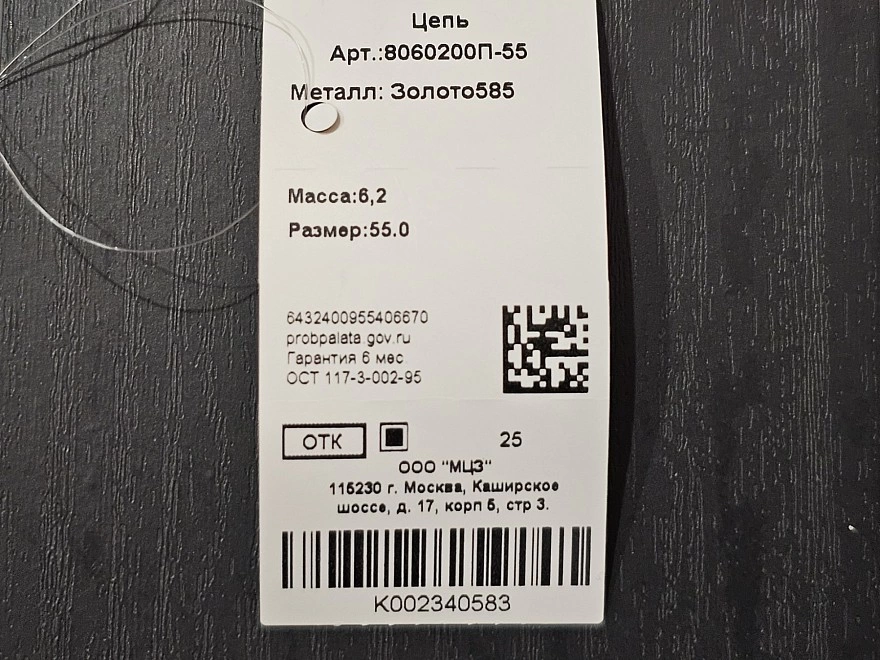 Цепь
Арт.:8060200П-55
Металл: Золото585
Масса:6,2
Размер:55.0
6432400955406670
probpalata.gov.ru
Гарантия 6 мес
ОСТ 117-3-002-95
ОТК
25
ООО "МЦЗ"
115230 г. Москва, Каширское
шоссе, д. 17, корп 5, стр 3.
K002340583